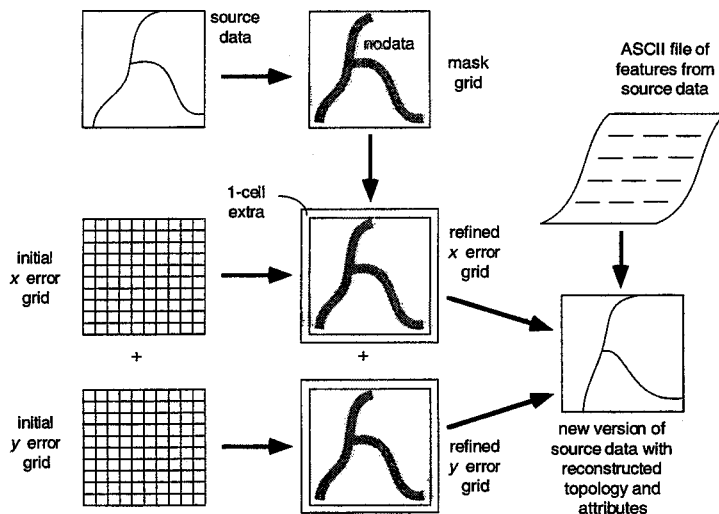 source
data
nodata
mask
grid
ASCII file of
features from
source data
1-cell
extra
initial
x error
grid
refined
x error
grid
+
+
initial
y error
grid
refined
y error
grid
new version of
source data with
reconstructed
topology and
attributes